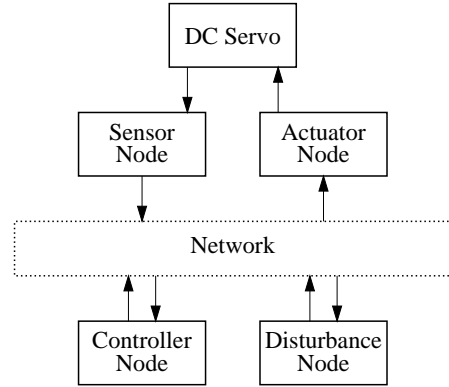 DC Servo
Sensor
Node
Actuator
Node
Network
Controller
Node
Disturbance
Node